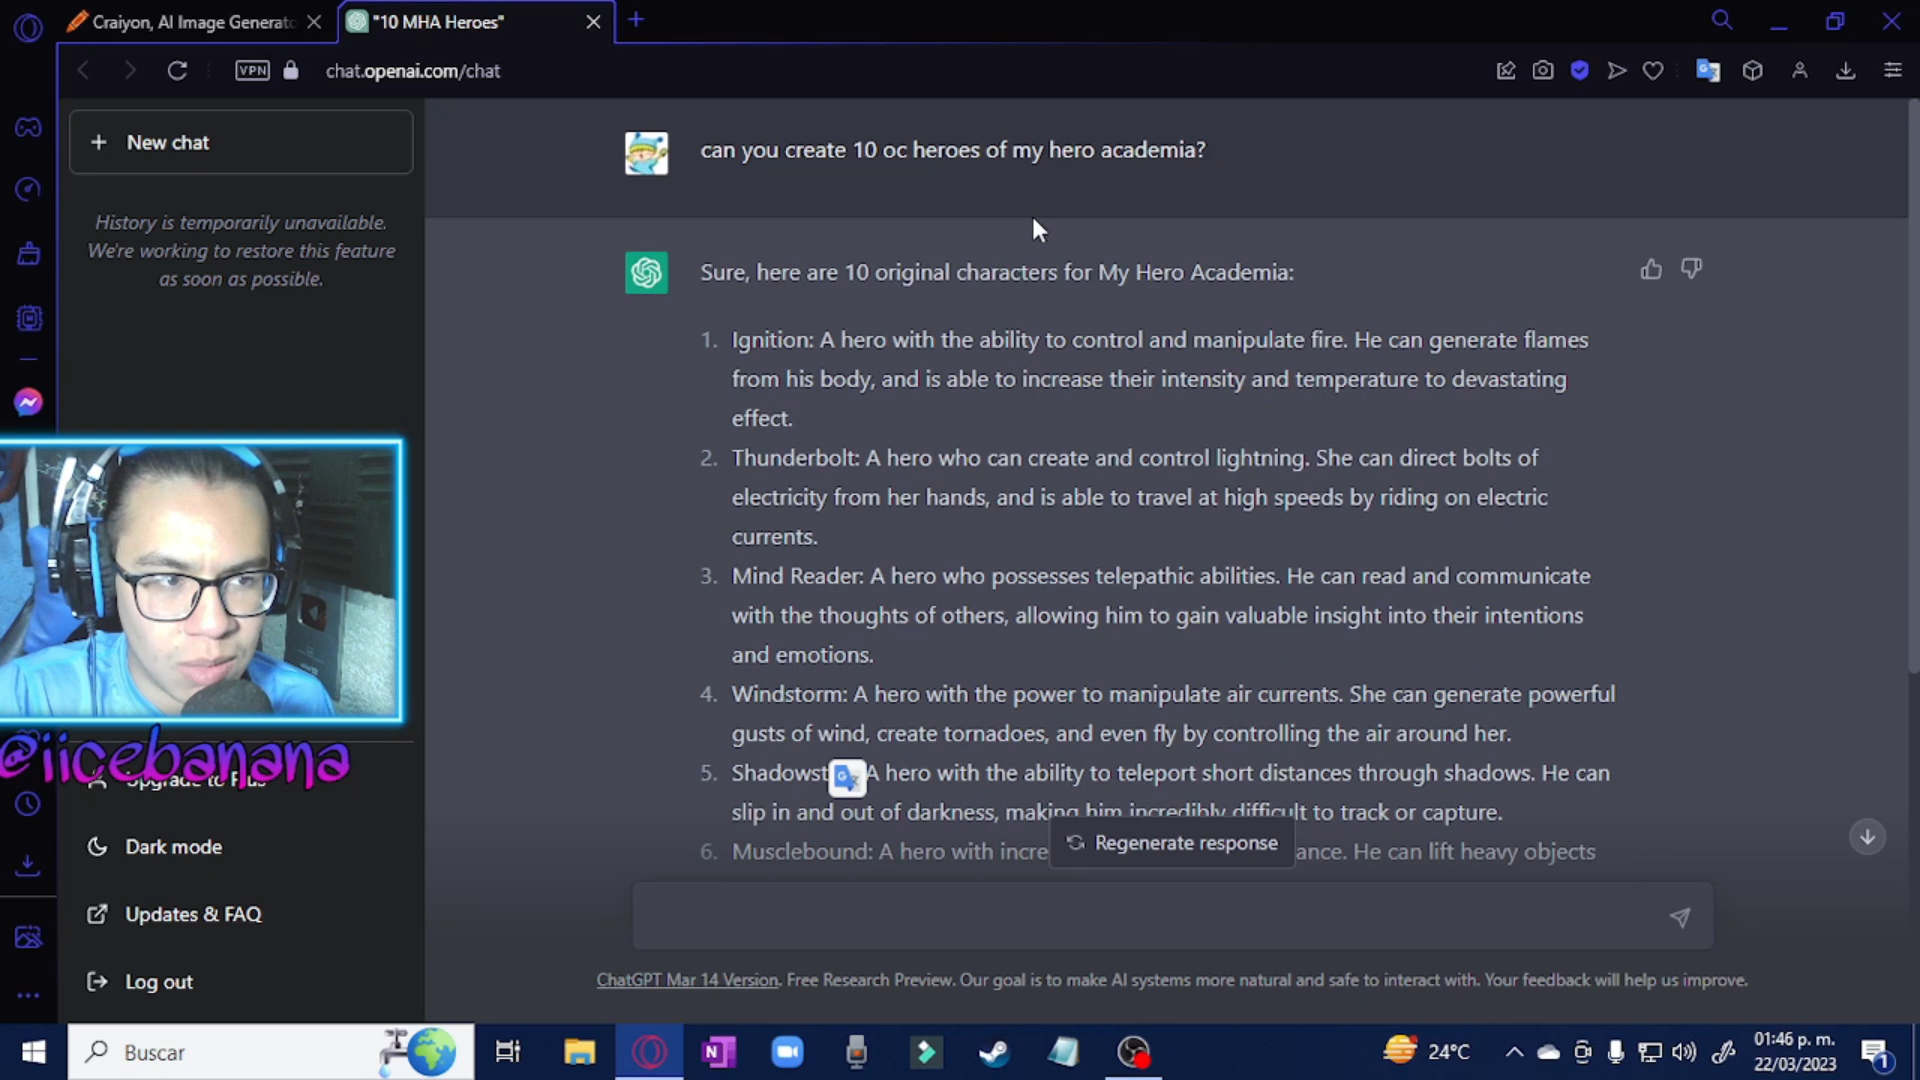 Craiyon, AI Image Generato
"10 MHA Heroes"
VPN
chat.openai.com/chat
New chat
History is temporarily unavailable.
We're working to restore this feature
as soon as possible.
can you create 10 oc heroes of my hero academia?
Sure, here are 10 original characters for My Hero Academia:
1. Ignition: A hero with the ability to control and manipulate fire. He can generate flames
from his body, and is able to increase their intensity and temperature to devastating
effect.
2. Thunderbolt: A hero who can create and control lightning. She can direct bolts of
electricity from her hands, and is able to travel at high speeds by riding on electric
currents.
3. Mind Reader: A hero who possesses telepathic abilities. He can read and communicate
with the thoughts of others, allowing him to gain valuable insight into their intentions
and emotions.
4. Windstorm: A hero with the power to manipulate air currents. She can generate powerful
gusts of wind, create tornadoes, and even fly by controlling the air around her.
5. Shadowst A hero with the ability to teleport short distances through shadows. He can
slip in and out of darkness, making him incredibly difficult to track or capture.
6. Musclebound: A hero with incre ance. He can lift heavy objects
Regenerate response
@iicebanana
Upgrade to Plus
Dark mode
Updates & FAQ
Log out
ChatGPT Mar 14 Version. Free Research Preview. Our goal is to make AI systems more natural and safe to interact with. Your feedback will help us improve.
Buscar
24°C
01:46 p. m.
22/03/2023
1